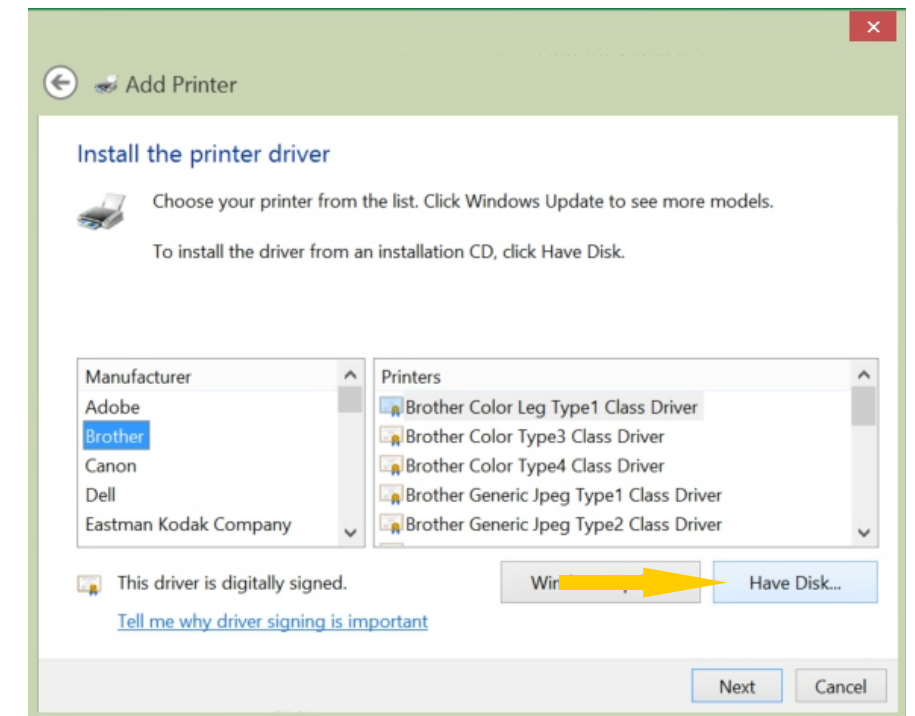 Add Printer
Install the printer driver
Choose your printer from the list. Click Windows Update to see more models.
To install the driver from an installation CD, click Have Disk.
Manufacturer
Adobe
Brother
Canon
Dell
Eastman Kodak Company
Printers
Brother Color Leg Type1 Class Driver
Brother Color Type3 Class Driver
Brother Color Type4 Class Driver
Brother Generic Jpeg Type1 Class Driver
Brother Generic Jpeg Type2 Class Driver
This driver is digitally signed.
Have Disk...
Tell me why driver signing is important
Next Cancel